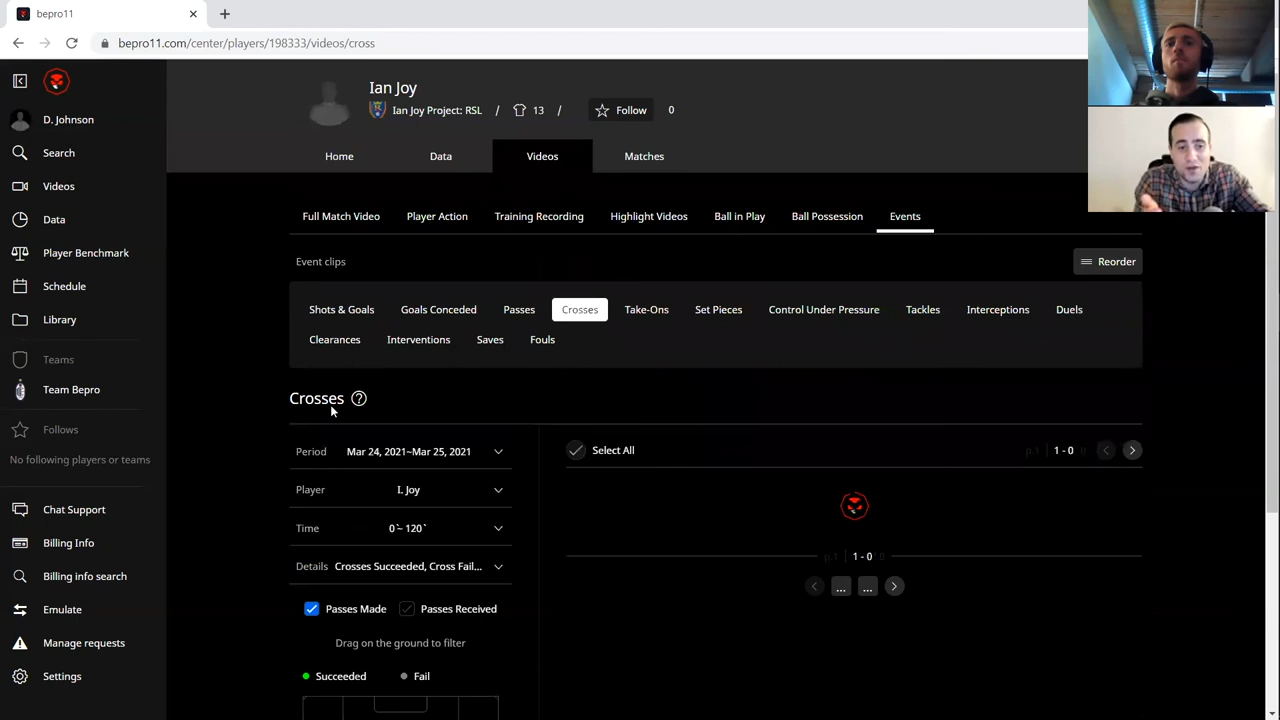 bepro11
bepro11.com/center/players/198333/videos/cross
D. Johnson
Search
Videos
Data
Player Benchmark
Schedule
Library
Teams
Team Bepro
Follows
No following players or teams
Chat Support
Billing Info
Billing info search
Emulate
Manage requests
Settings
Ian Joy
Ian Joy Project: RSL / 13 / Follow 0
Home Data Videos Matches
Full Match Video Player Action Training Recording Highlight Videos Ball in Play Ball Possession Events
Event clips Reorder
Shots & Goals Goals Conceded Passes Crosses Take-Ons Set Pieces Control Under Pressure Tackles Interceptions Duels
Clearances Interventions Saves Fouls
Crosses ?
Period Mar 24, 2021~Mar 25, 2021
Player I. Joy
Time 0`~ 120`
Details Crosses Succeeded, Cross Fail...
Passes Made Passes Received
Drag on the ground to filter
Succeeded Fail
Select All p.1 1 - 0 0
p.1 1 - 0 0
... ...